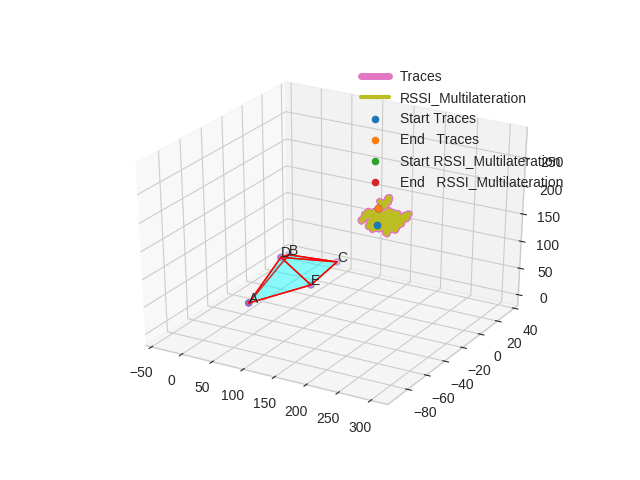 Traces
RSSI_Multilateration
Start Traces
End Traces
Start RSSI_Multilateration
End RSSI_Multilateration
250
200
150
100
50
0
D
B
C
E
A
−50
0
50
100
150
200
250
300
−80
−60
−40
−20
0
20
40